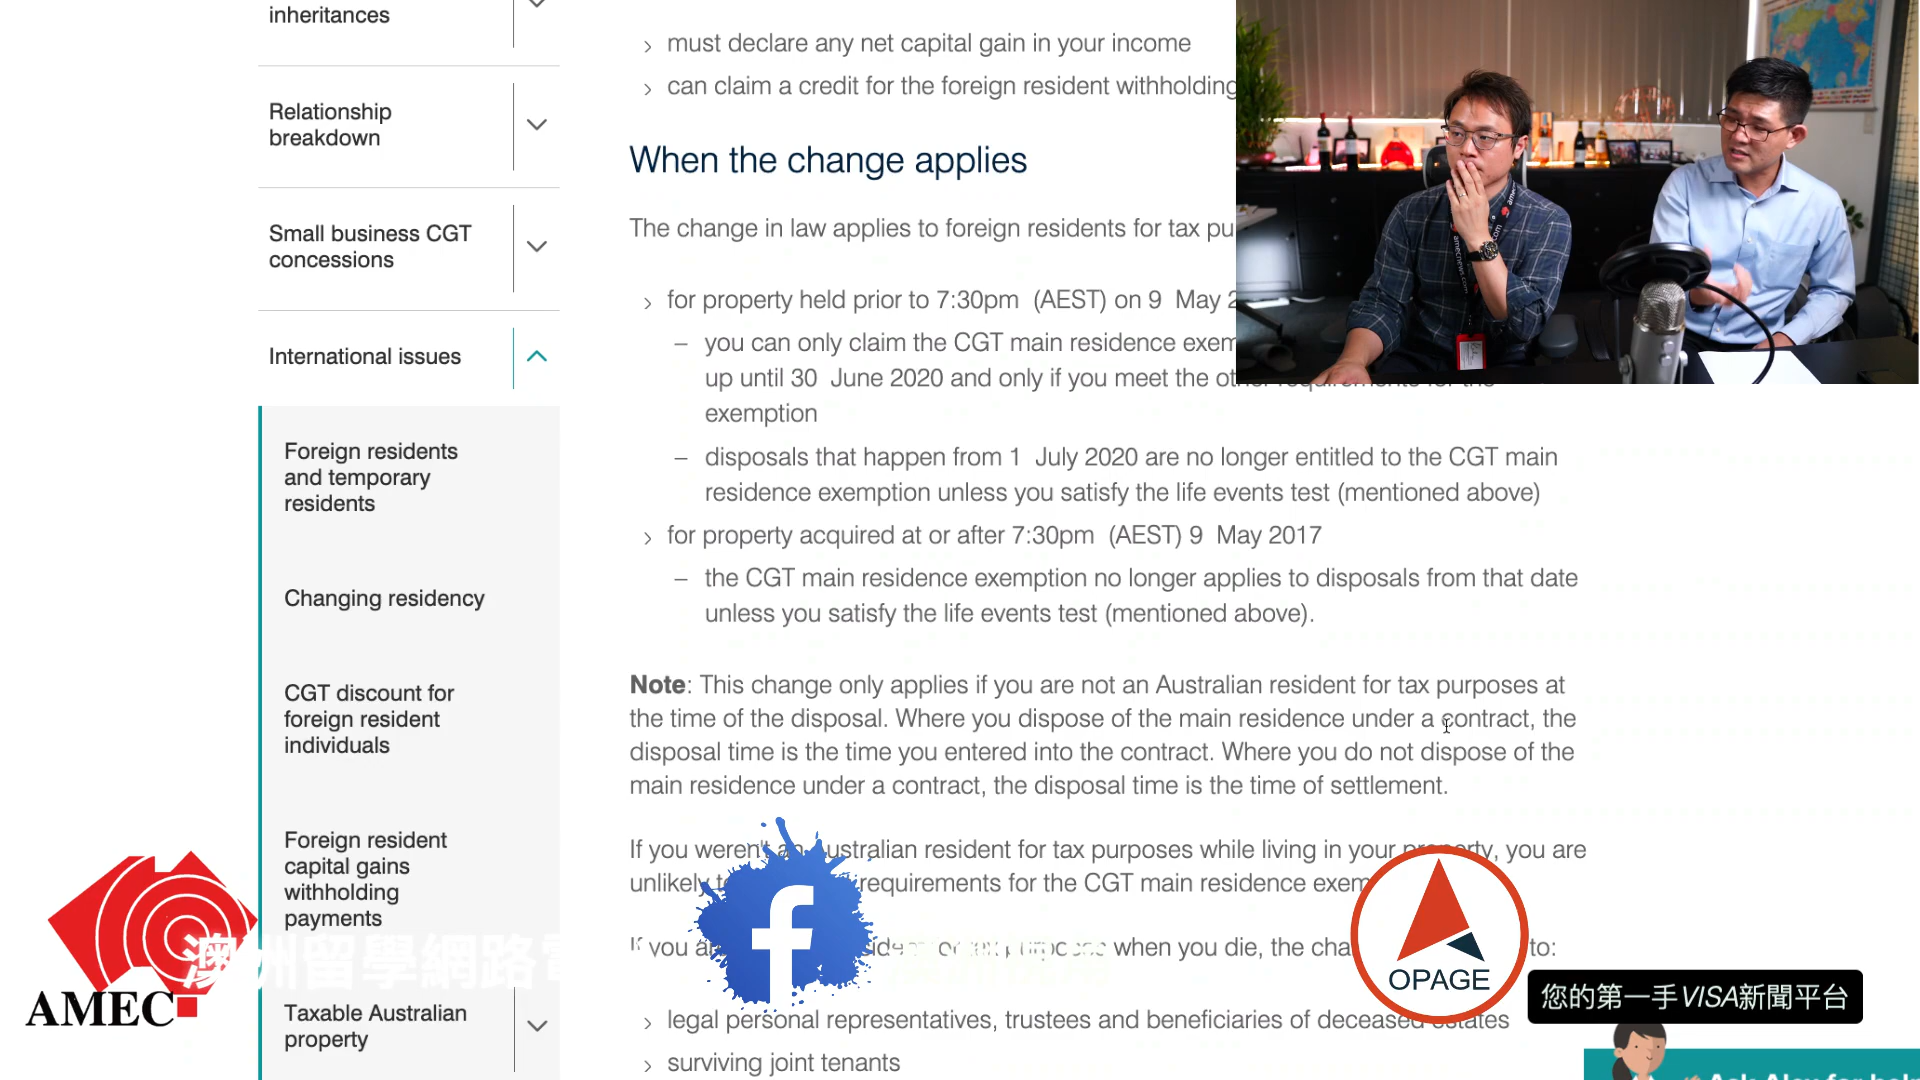 inheritances
Relationship
breakdown
Small business CGT
concessions
International issues
Foreign residents
and temporary
residents
Changing residency
CGT discount for
foreign resident
individuals
Foreign resident
capital gains
withholding
payments
Taxable Australian
property
must declare any net capital gain in your income
can claim a credit for the foreign resident withholding
When the change applies
The change in law applies to foreign residents for tax
for property held prior to 7:30pm (AEST) on 9 May
– you can only claim the CGT main residence
up until 30 June 2020 and only if you meet the
exemption
– disposals that happen from 1 July 2020 are no longer entitled to the CGT main
residence exemption unless you satisfy the life events test (mentioned above)
for property acquired at or after 7:30pm (AEST) 9 May 2017
– the CGT main residence exemption no longer applies to disposals from that date
unless you satisfy the life events test (mentioned above).
Note: This change only applies if you are not an Australian resident for tax purposes at
the time of the disposal. Where you dispose of the main residence under a contract, the
disposal time is the time you entered into the contract. Where you do not dispose of the
main residence under a contract, the disposal time is the time of settlement.
If you weren't an Australian resident for tax purposes while living in your property, you are
unlikely requirements for the CGT main residence
If you when you die, the to:
legal personal representatives, trustees and beneficiaries of deceased estates
surviving joint tenants
AMEC
澳洲留學網路
f
OPAGE
您的第一手VISA新聞平台